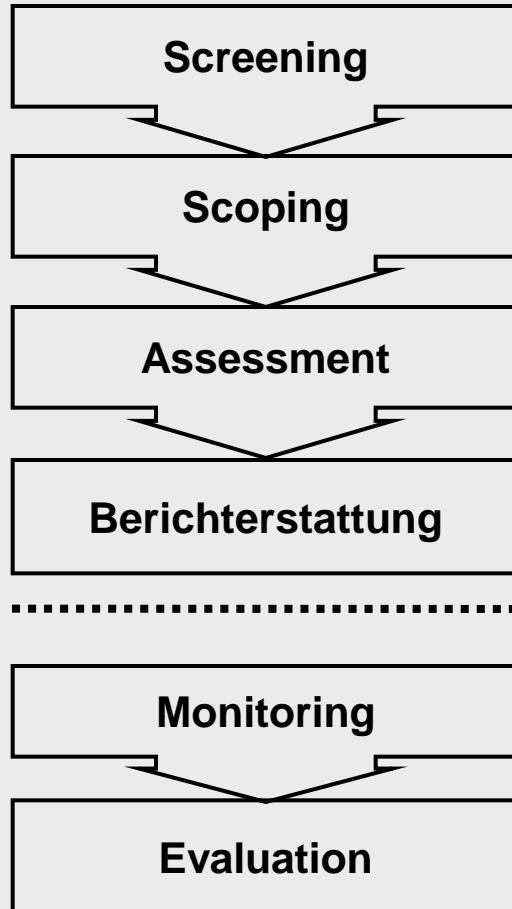 Screening
Scoping
Assessment
Berichterstattung
Monitoring
Evaluation